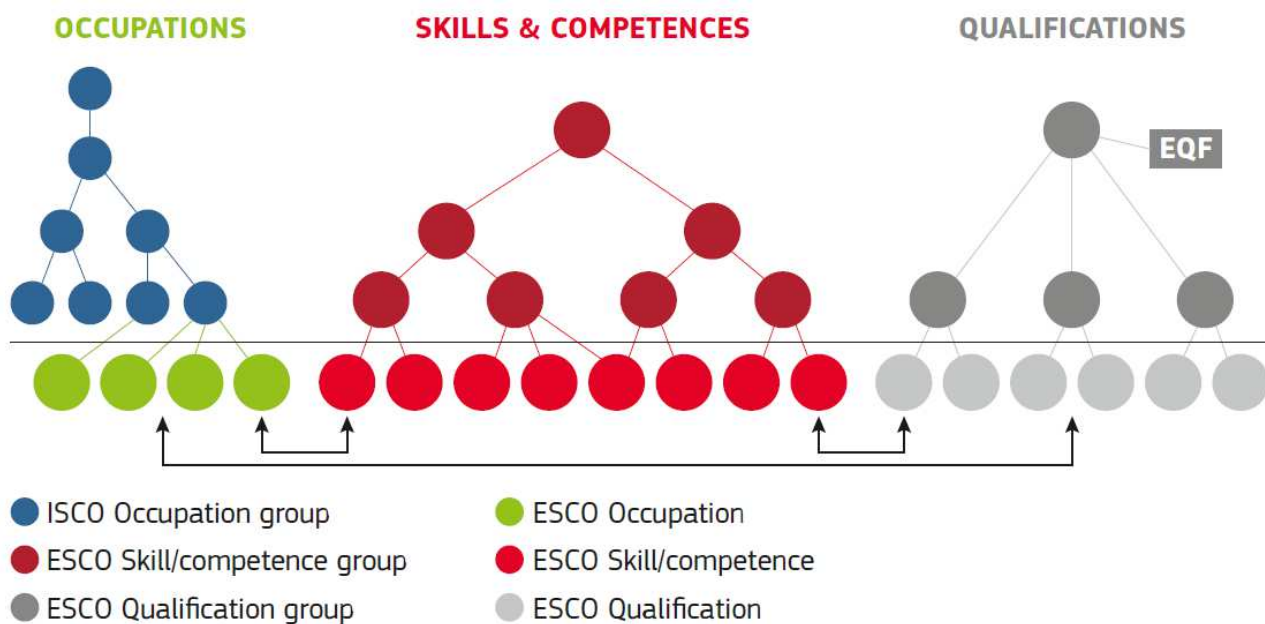 OCCUPATIONS
SKILLS & COMPETENCES
QUALIFICATIONS
EQF
ISCO Occupation group
ESCO Occupation
ESCO Skill/competence group
ESCO Skill/competence
ESCO Qualification group
ESCO Qualification